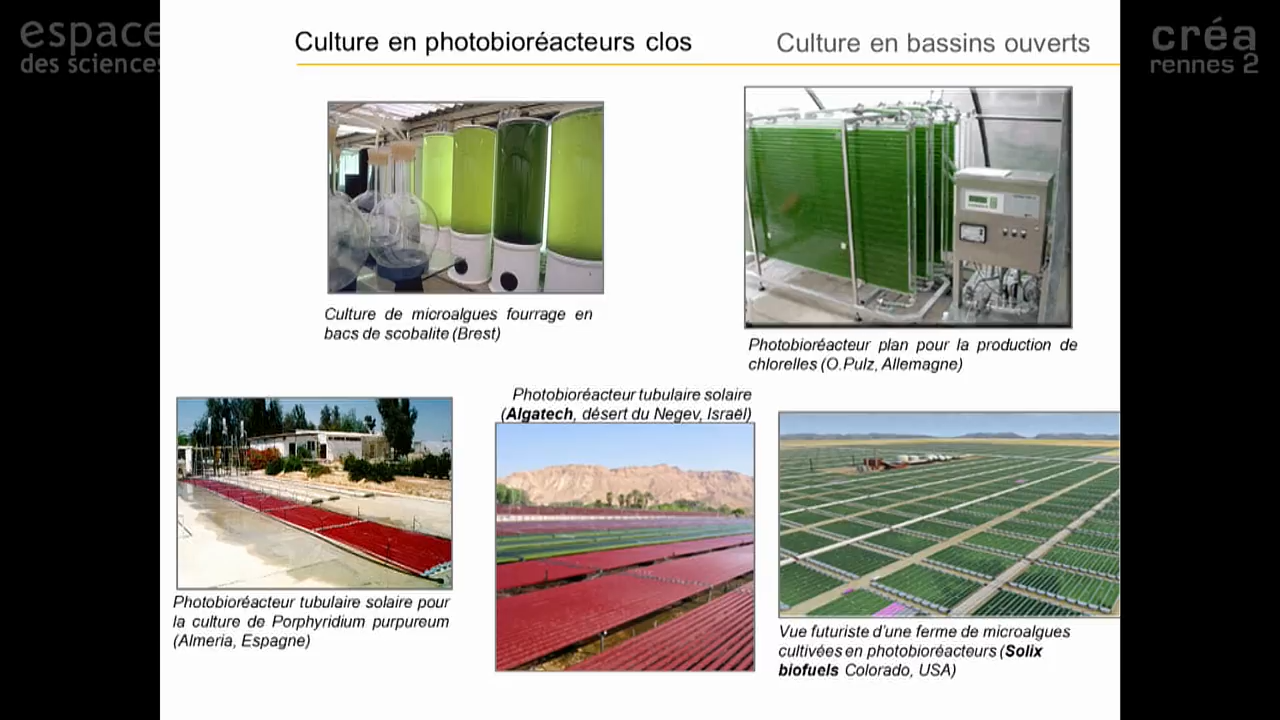 espace
des sciences
créa
rennes 2
Culture en photobioréacteurs clos
Culture en bassins ouverts
Culture de microalgues fourrage en
bacs de scobalite (Brest)
Photobioréacteur plan pour la production de
chlorelles (O.Pulz, Allemagne)
Photobioréacteur tubulaire solaire
(Algatech, désert du Negev, Israël)
Photobioréacteur tubulaire solaire pour
la culture de Porphyridium purpureum
(Almeria, Espagne)
Vue futuriste d'une ferme de microalgues
cultivées en photobioréacteurs (Solix
biofuels Colorado, USA)